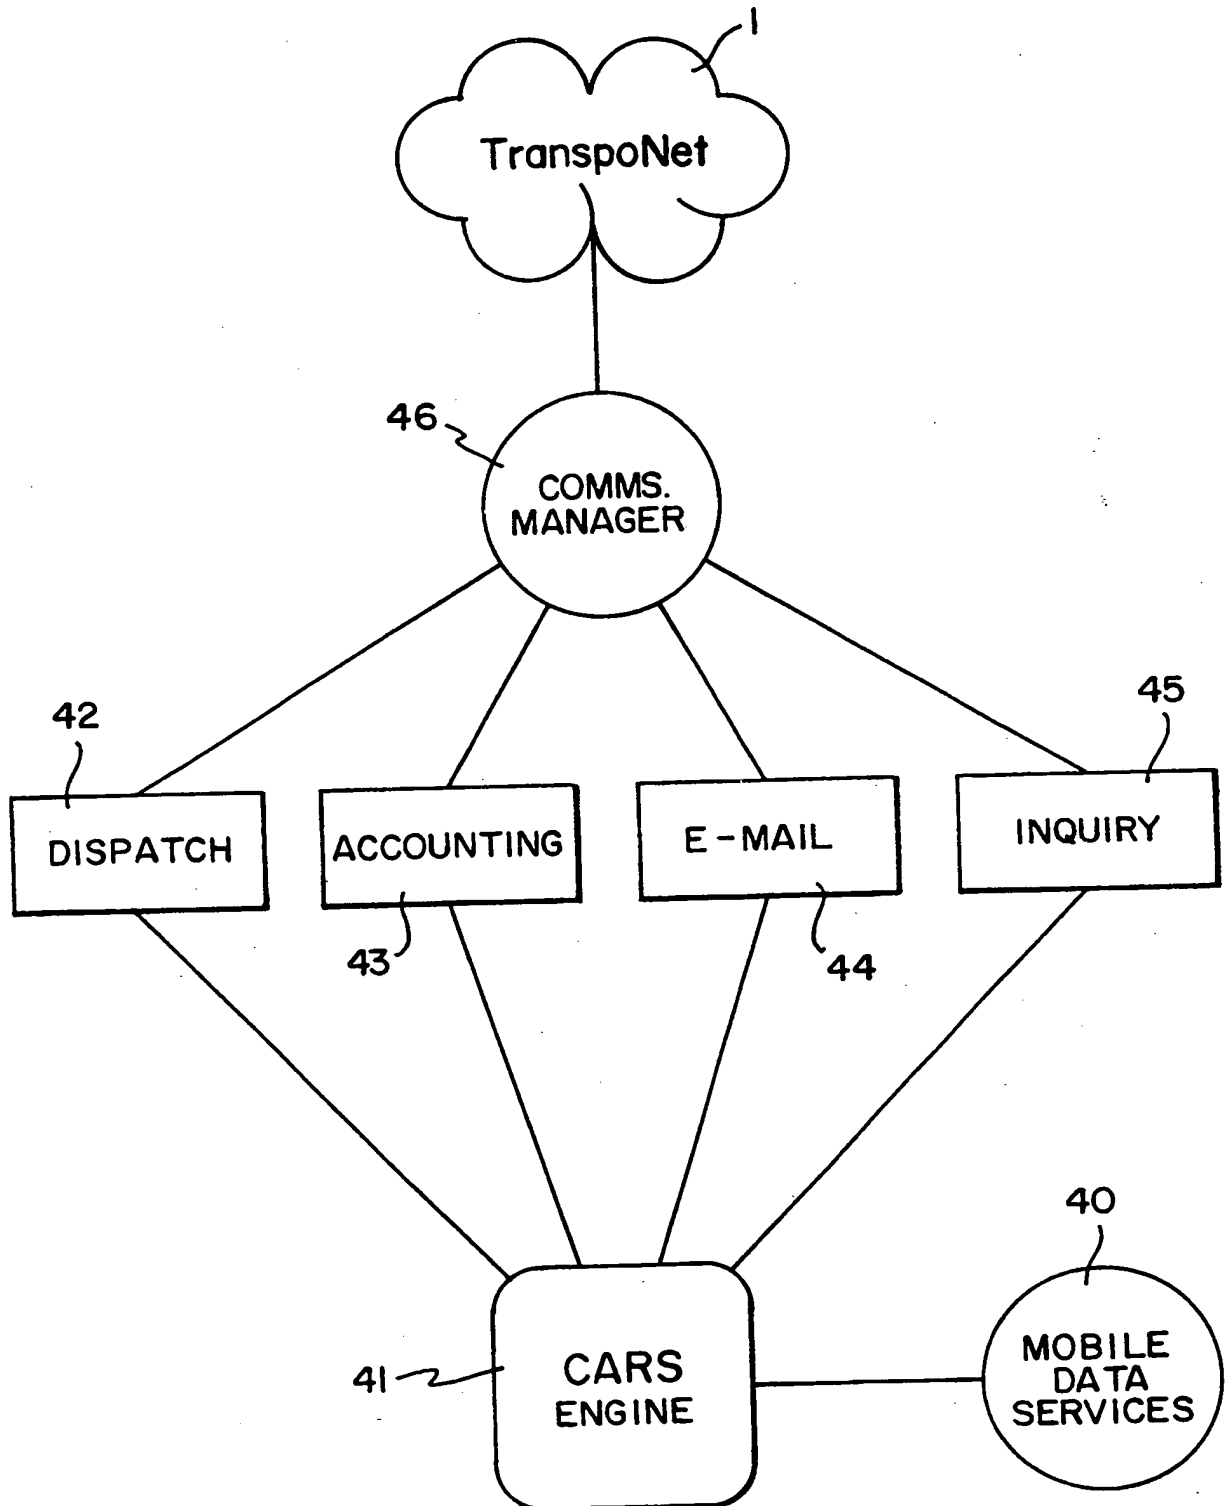 1
TranspoNet
46
COMMS.
MANAGER
42
45
DISPATCH
ACCOUNTING
E-MAIL
INQUIRY
43
44
40
41
CARS
ENGINE
MOBILE
DATA
SERVICES